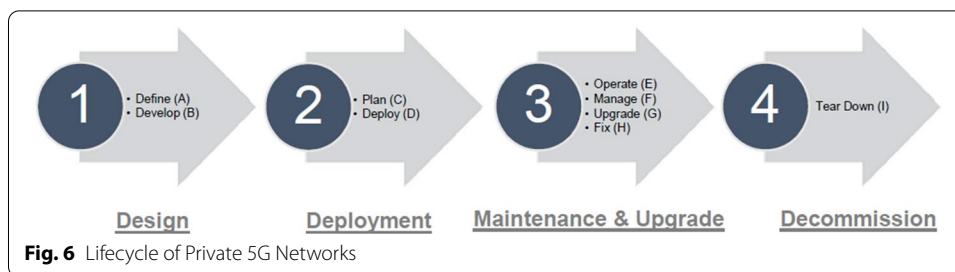 1
• Define (A)
• Develop (B)
2
• Plan (C)
• Deploy (D)
3
• Operate (E)
• Manage (F)
• Upgrade (G)
• Fix (H)
4
Tear Down (I)
Design
Deployment
Maintenance & Upgrade
Decommission
Fig. 6 Lifecycle of Private 5G Networks